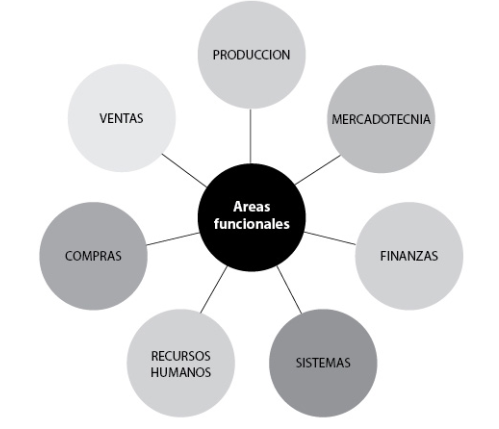 PRODUCCION
MERCADOTECNIA
VENTAS
Areas
funcionales
COMPRAS
FINANZAS
RECURSOS
HUMANOS
SISTEMAS